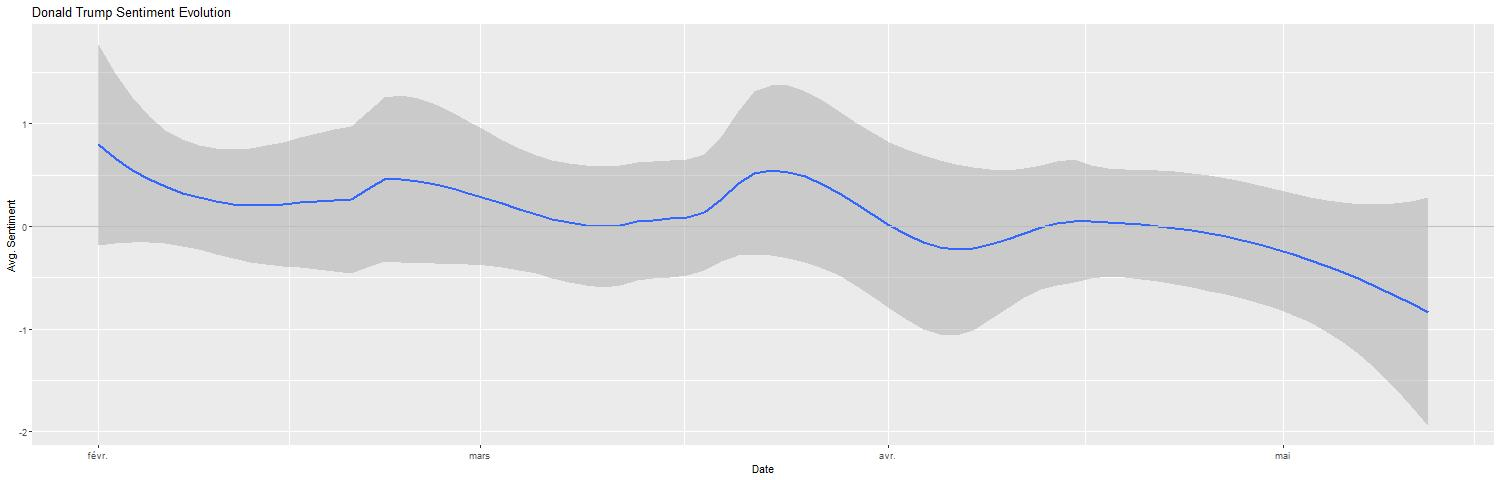 Donald Trump Sentiment Evolution
Avg. Sentiment
1
0
-1
-2
févr.
mars
avr.
mai
Date